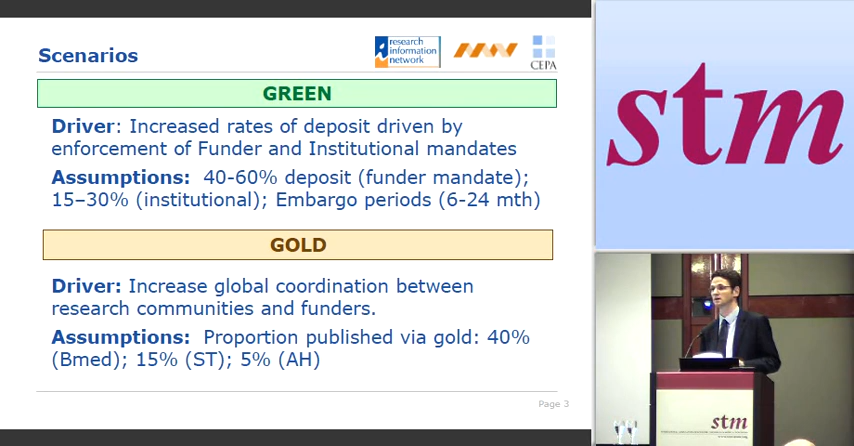 Scenarios
research
information
network
CEPA
GREEN
Driver: Increased rates of deposit driven by
enforcement of Funder and Institutional mandates
Assumptions: 40-60% deposit (funder mandate);
15–30% (institutional); Embargo periods (6-24 mth)
GOLD
Driver: Increase global coordination between
research communities and funders.
Assumptions: Proportion published via gold: 40%
(Bmed); 15% (ST); 5% (AH)
Page 3
stm
stm